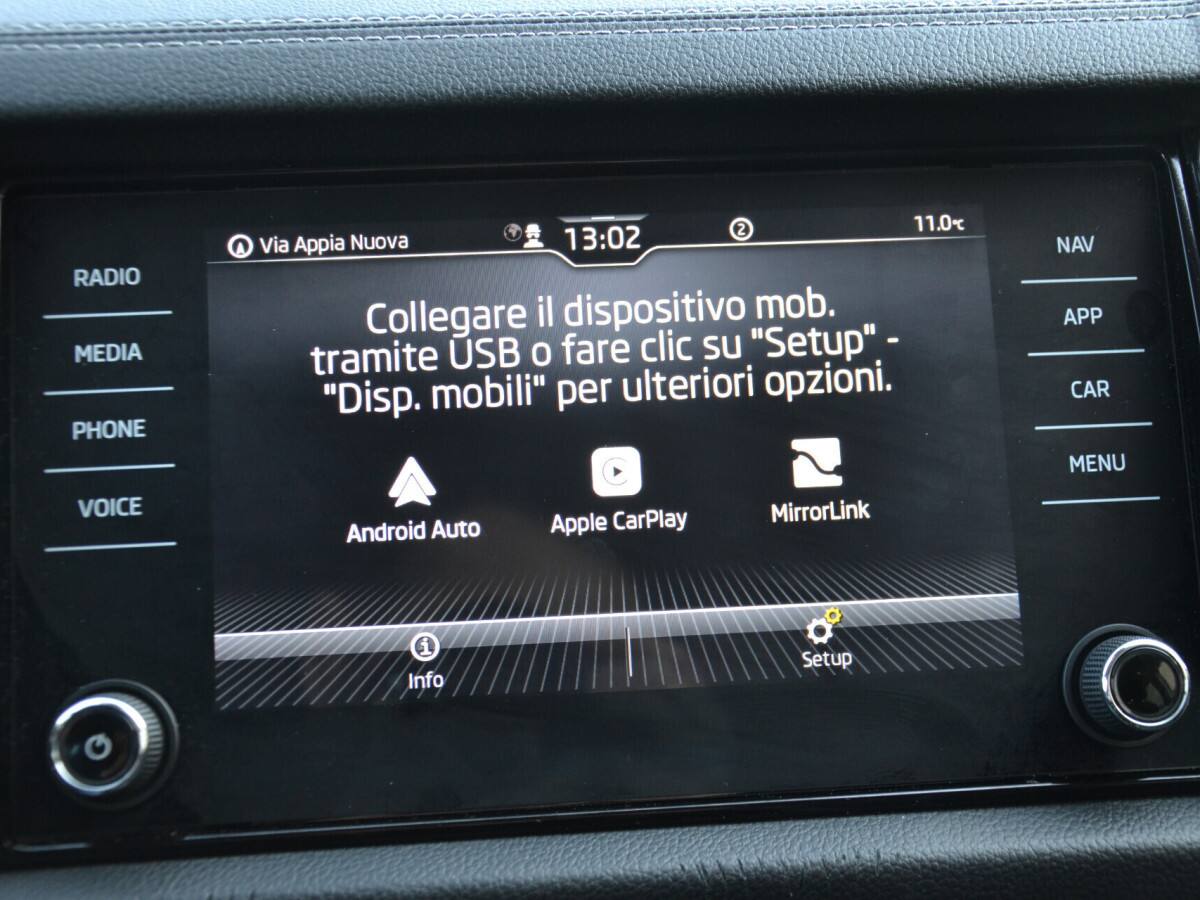 Via Appia Nuova
13:02
2
11.0°C
RADIO
MEDIA
PHONE
VOICE
Collegare il dispositivo mob.
tramite USB o fare clic su "Setup" -
"Disp. mobili" per ulteriori opzioni.
Android Auto
Apple CarPlay
MirrorLink
Info
Setup
NAV
APP
CAR
MENU